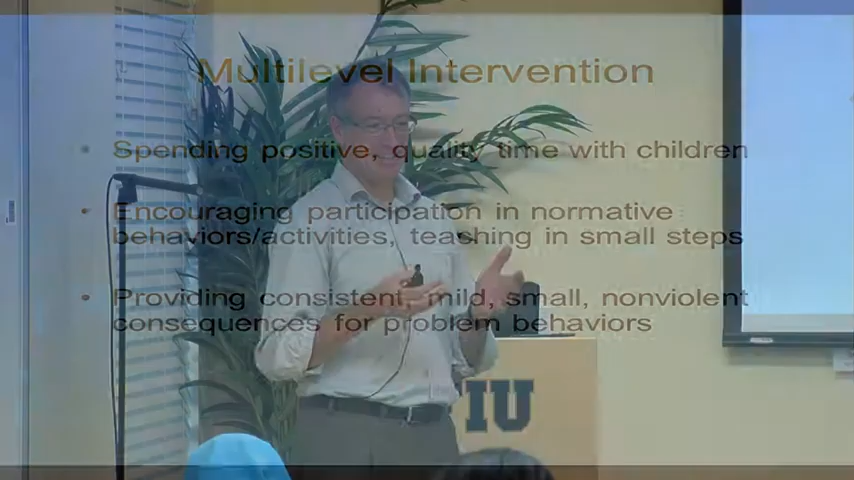 Multilevel Intervention
• Spending positive, quality time with children
• Encouraging participation in normative
behaviors/activities, teaching in small steps
• Providing consistent, mild, small, nonviolent
consequences for problem behaviors
IU